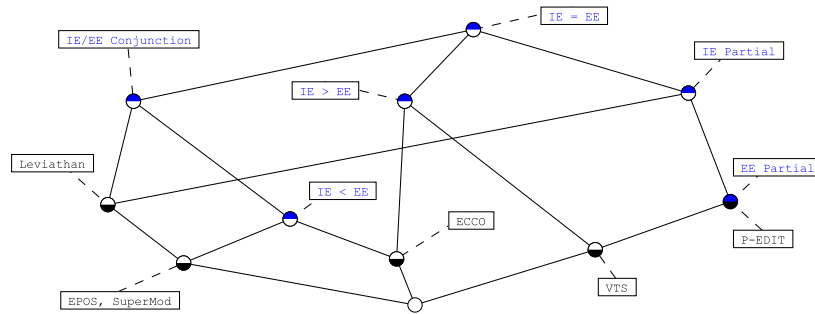 IE = EE
IE/EE Conjunction
IE Partial
IE > EE
Leviathan
EE Partial
IE < EE
ECCO
P-EDIT
VTS
EPOS, SuperMod